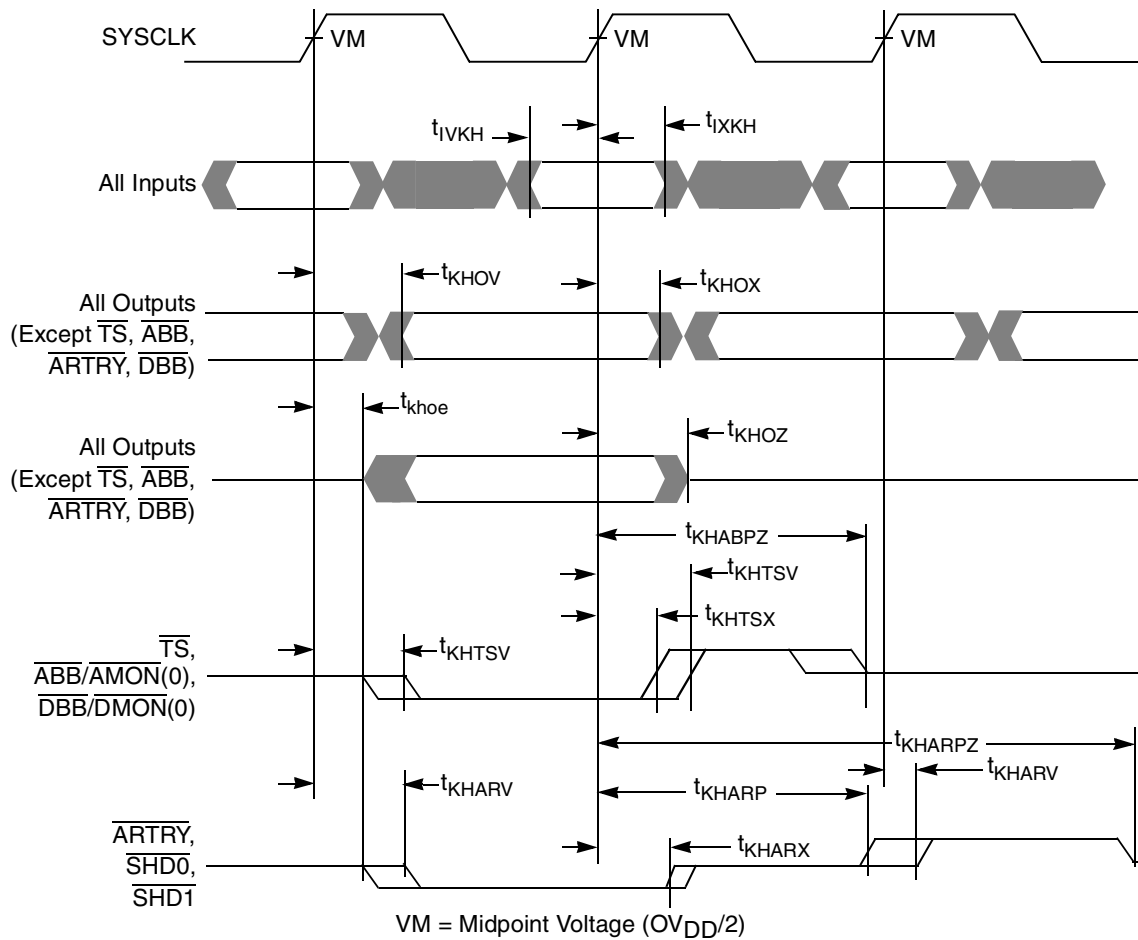 SYSCLK
VM VM VM
tIVKH tIXKH
All Inputs
tKHOV tKHOX
All Outputs
(Except TS, ABB,
ARTRY, DBB)
tkhoe
tKHOZ
All Outputs
(Except TS, ABB,
ARTRY, DBB)
tKHABPZ
tKHTSV
tKHTSX
TS,
tKHTSV
ABB/AMON(0),
DBB/DMON(0)
tKHARPZ
tKHARV
tKHARV
tKHARP
ARTRY,
tKHARX
SHD0,
SHD1
VM = Midpoint Voltage (OVDD/2)